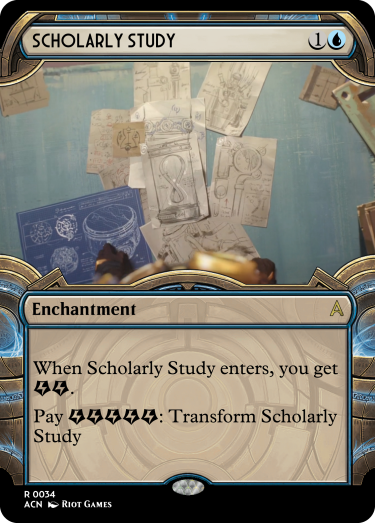 SCHOLARLY STUDY 1
Enchantment
When Scholarly Study enters, you get
.
Pay : Transform Scholarly
Study
R 0034
ACN RIOT GAMES